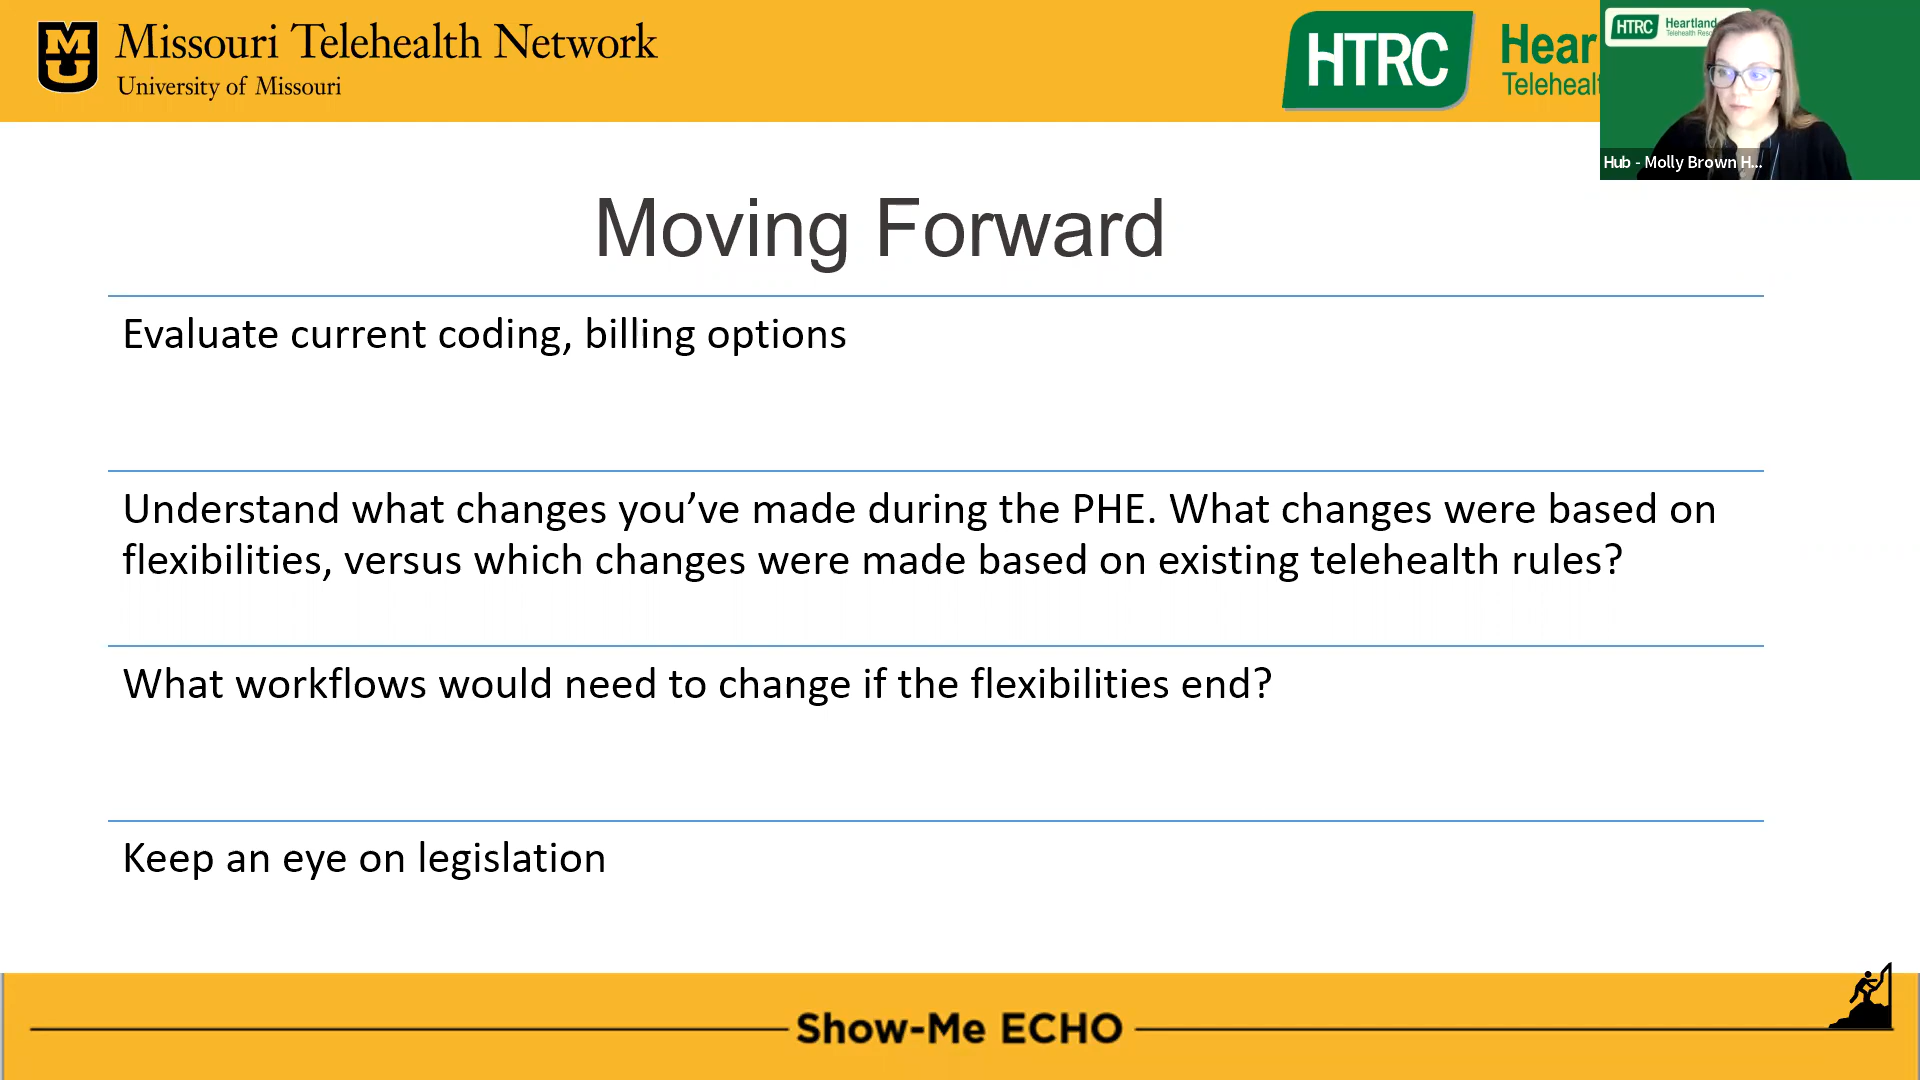 MU
Missouri Telehealth Network
University of Missouri
HTRC
Hear
Telehealt
HTRC
Heartland
Telehealth
Hub - Molly Brown H...
Moving Forward
Evaluate current coding, billing options
Understand what changes you’ve made during the PHE. What changes were based on
flexibilities, versus which changes were made based on existing telehealth rules?
What workflows would need to change if the flexibilities end?
Keep an eye on legislation
Show-Me ECHO